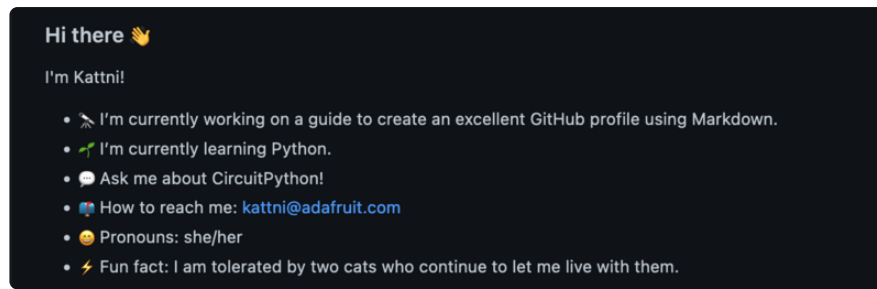 Hi there 👋
I'm Kattni!
• 🔭 I’m currently working on a guide to create an excellent GitHub profile using Markdown.
• 🌱 I’m currently learning Python.
• 💬 Ask me about CircuitPython!
• 📫 How to reach me: kattni@adafruit.com
• 😄 Pronouns: she/her
• ⚡ Fun fact: I am tolerated by two cats who continue to let me live with them.